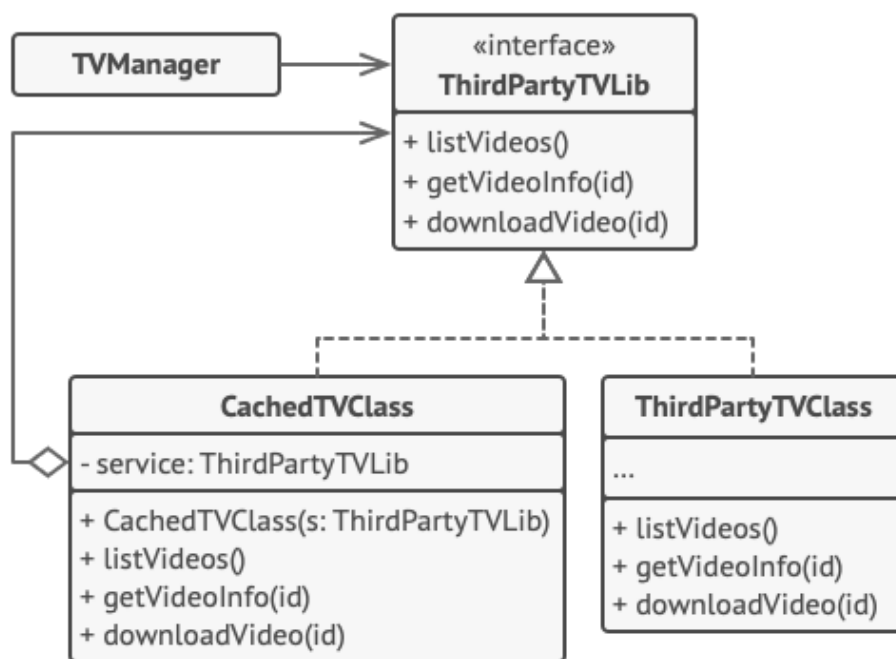 TVManager
«interface»
ThirdPartyTVLib
+ listVideos()
+ getVideoInfo(id)
+ downloadVideo(id)
CachedTVClass
- service: ThirdPartyTVLib
+ CachedTVClass(s: ThirdPartyTVLib)
+ listVideos()
+ getVideoInfo(id)
+ downloadVideo(id)
ThirdPartyTVClass
...
+ listVideos()
+ getVideoInfo(id)
+ downloadVideo(id)